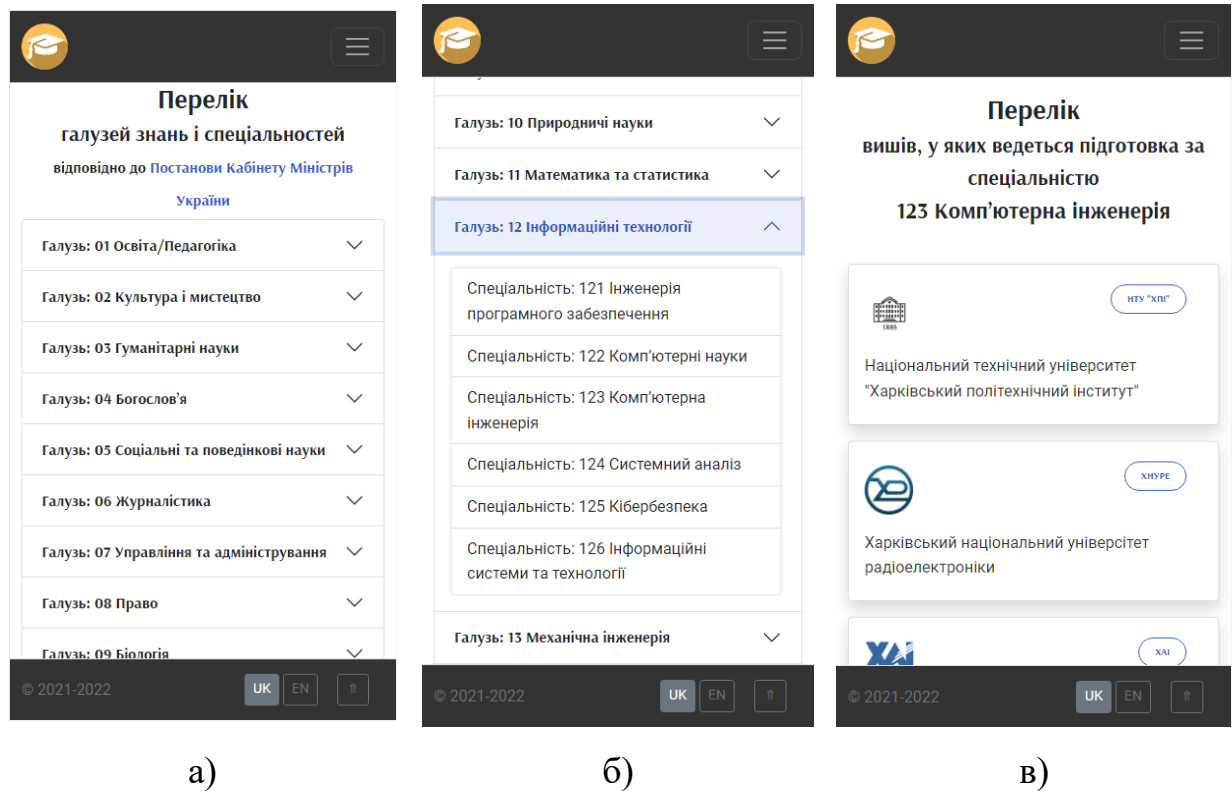 Перелік
галузей знань і спеціальностей
відповідно до Постанови Кабінету Міністрів
України
Галузь: 01 Освіта/Педагогіка
Галузь: 02 Культура і мистецтво
Галузь: 03 Гуманітарні науки
Галузь: 04 Богослов’я
Галузь: 05 Соціальні та поведінкові науки
Галузь: 06 Журналістика
Галузь: 07 Управління та адміністрування
Галузь: 08 Право
Галузь: 09 Біологія
© 2021-2022 UK EN ⇑
а)
Галузь: 10 Природничі науки
Галузь: 11 Математика та статистика
Галузь: 12 Інформаційні технології
Спеціальність: 121 Інженерія
програмного забезпечення
Спеціальність: 122 Комп’ютерні науки
Спеціальність: 123 Комп’ютерна
інженерія
Спеціальність: 124 Системний аналіз
Спеціальність: 125 Кібербезпека
Спеціальність: 126 Інформаційні
системи та технології
Галузь: 13 Механічна інженерія
© 2021-2022 UK EN ⇑
б)
Перелік
вишів, у яких ведеться підготовка за
спеціальністю
123 Комп’ютерна інженерія
НТУ "ХПІ"
1885
Національний технічний університет
"Харківський політехнічний інститут"
ХНУРЕ
Харківський національний універсітет
радіоелектроніки
ХАІ
ХАІ
© 2021-2022 UK EN ⇑
в)